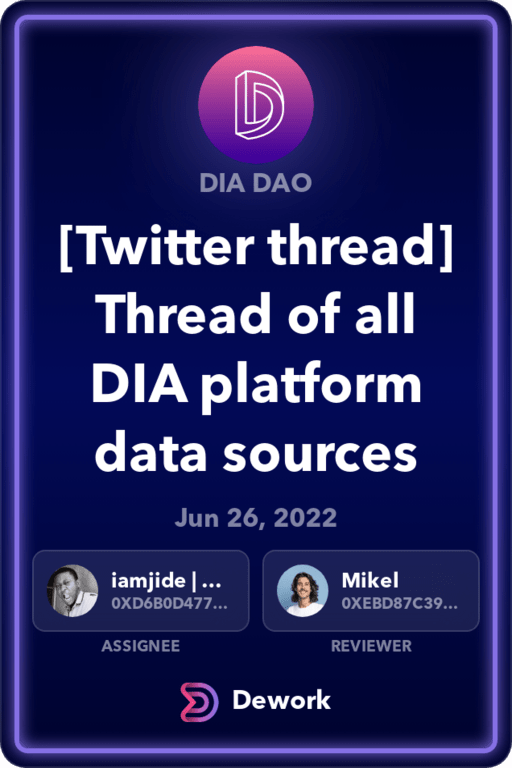 DIA DAO
[Twitter thread]
Thread of all
DIA platform
data sources
Jun 26, 2022
iamjide | ...
0XD6B0D477...
ASSIGNEE
Mikel
0XEBD87C39...
REVIEWER
Dework